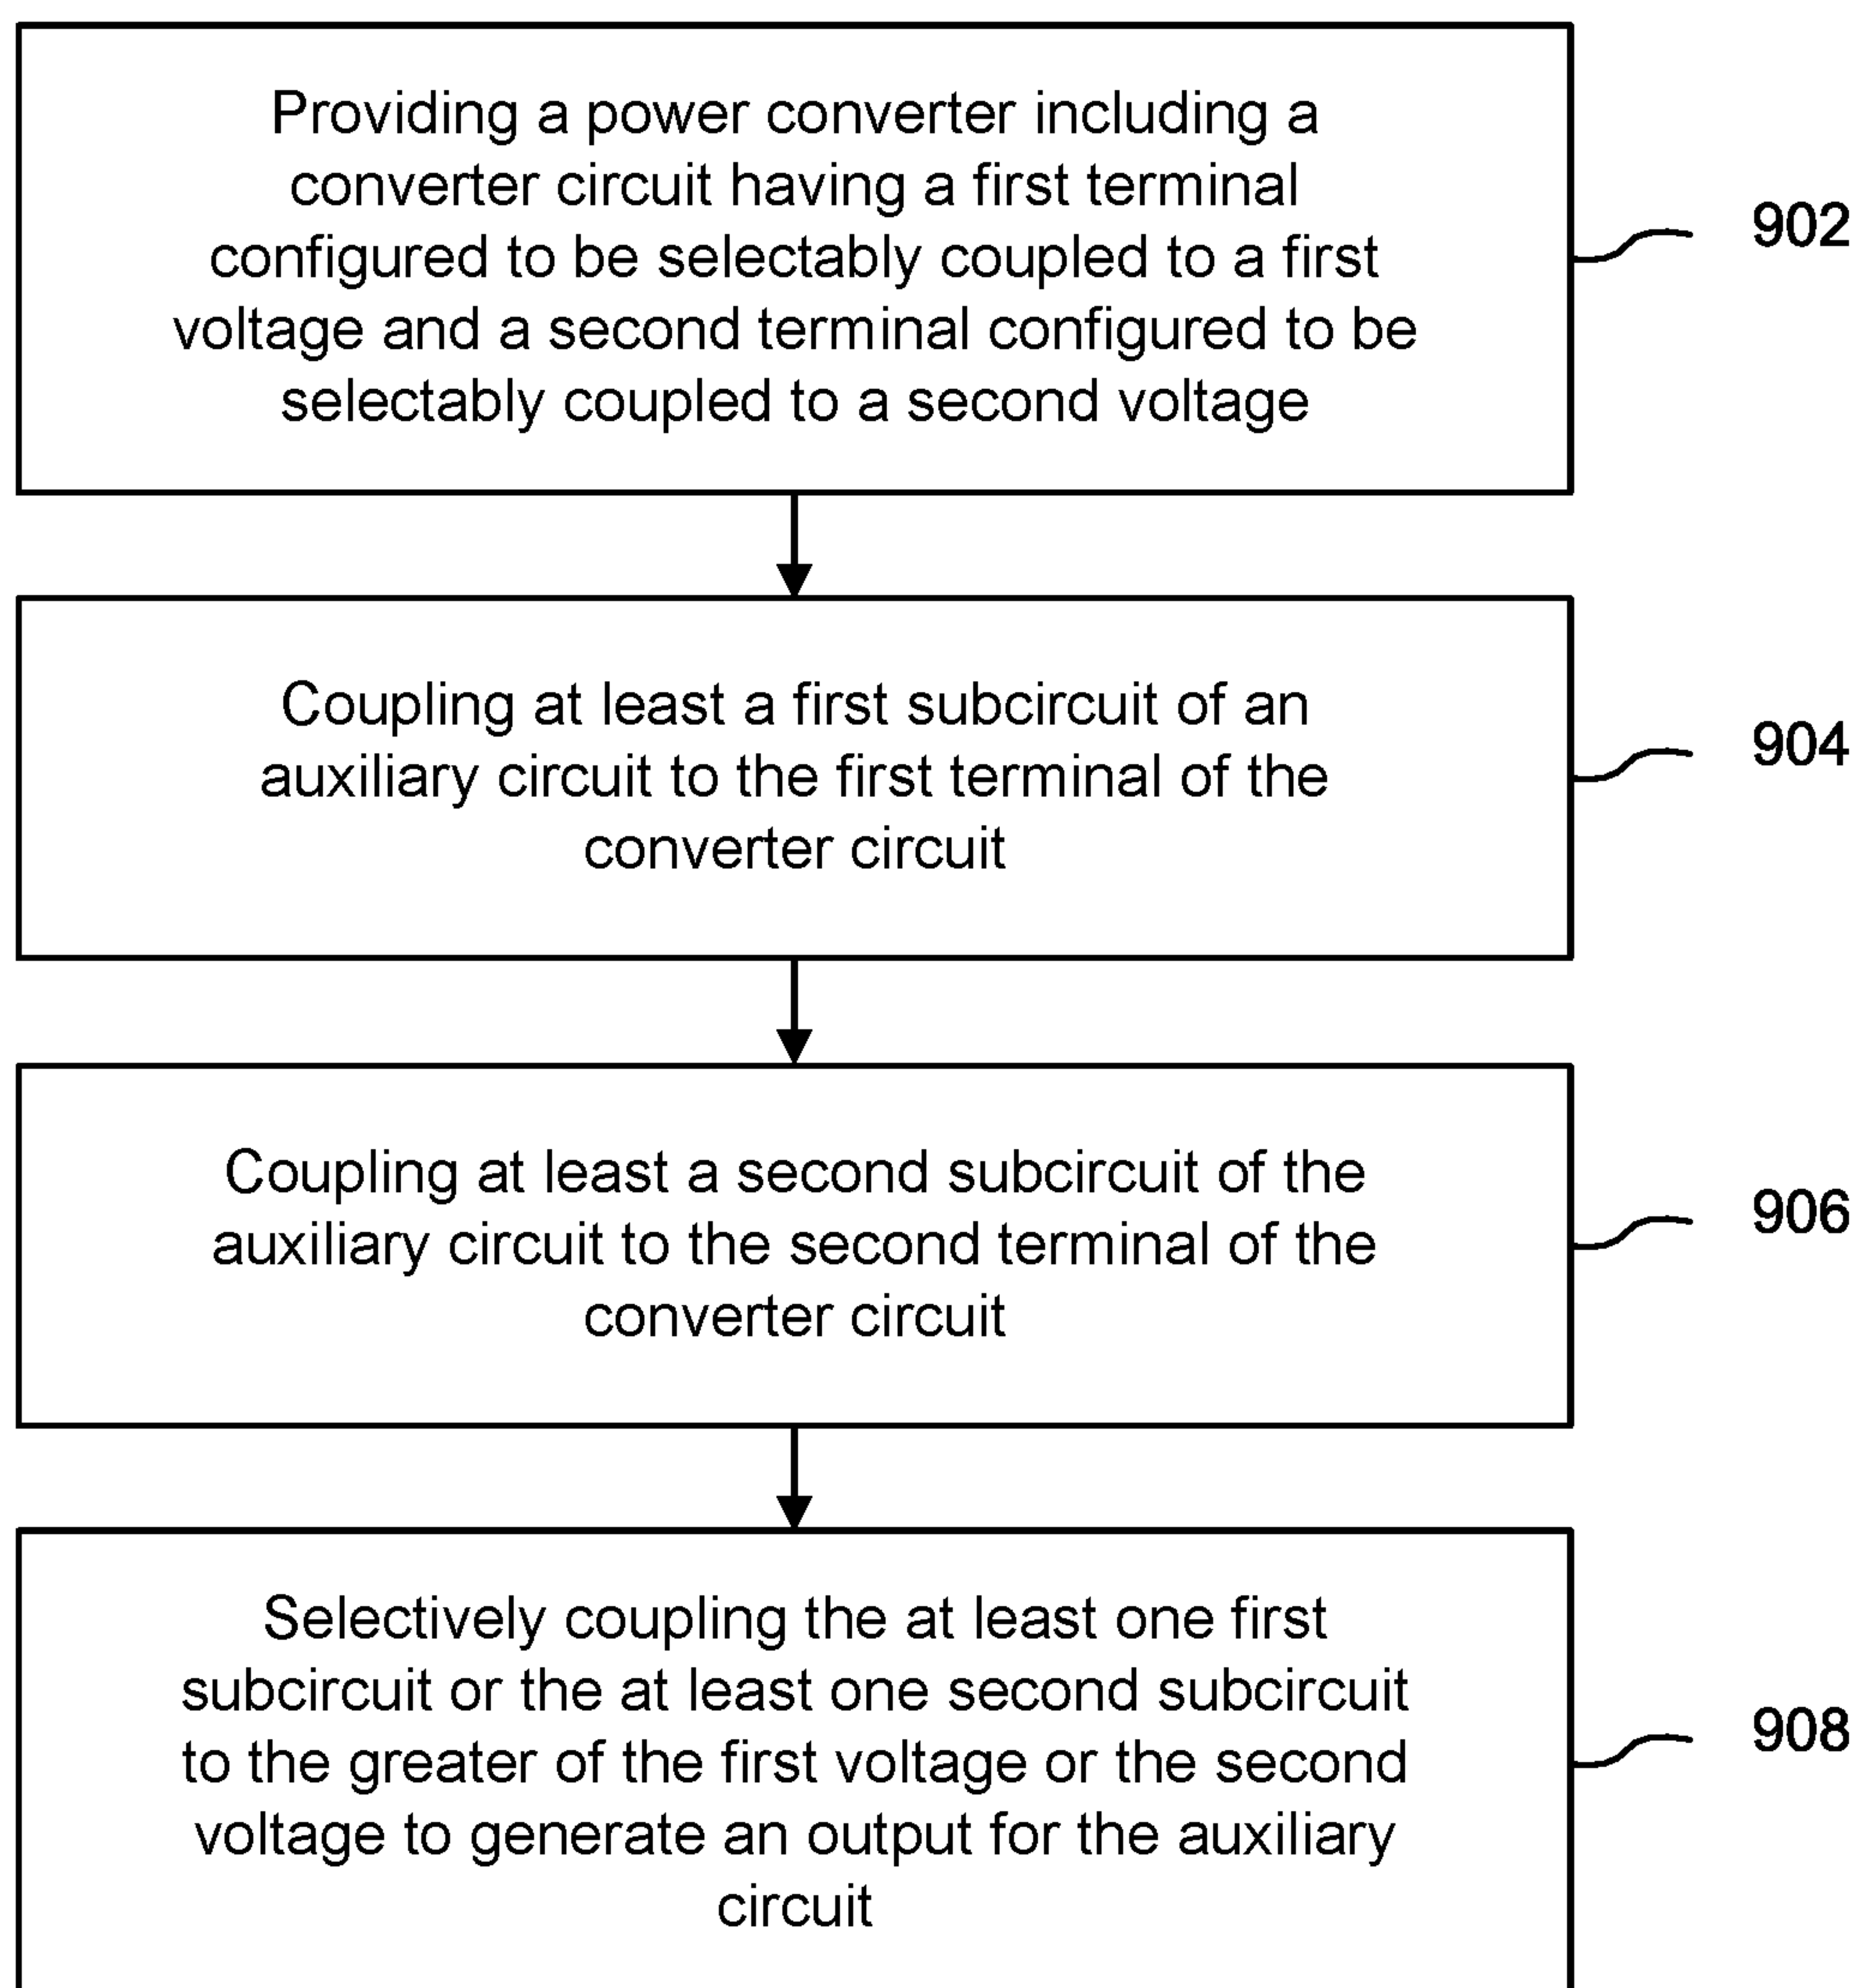 Providing a power converter including a
converter circuit having a first terminal
configured to be selectably coupled to a first
voltage and a second terminal configured to be
selectably coupled to a second voltage
902
Coupling at least a first subcircuit of an
auxiliary circuit to the first terminal of the
converter circuit
904
Coupling at least a second subcircuit of the
auxiliary circuit to the second terminal of the
converter circuit
906
Selectively coupling the at least one first
subcircuit or the at least one second subcircuit
to the greater of the first voltage or the second
voltage to generate an output for the auxiliary
circuit
908